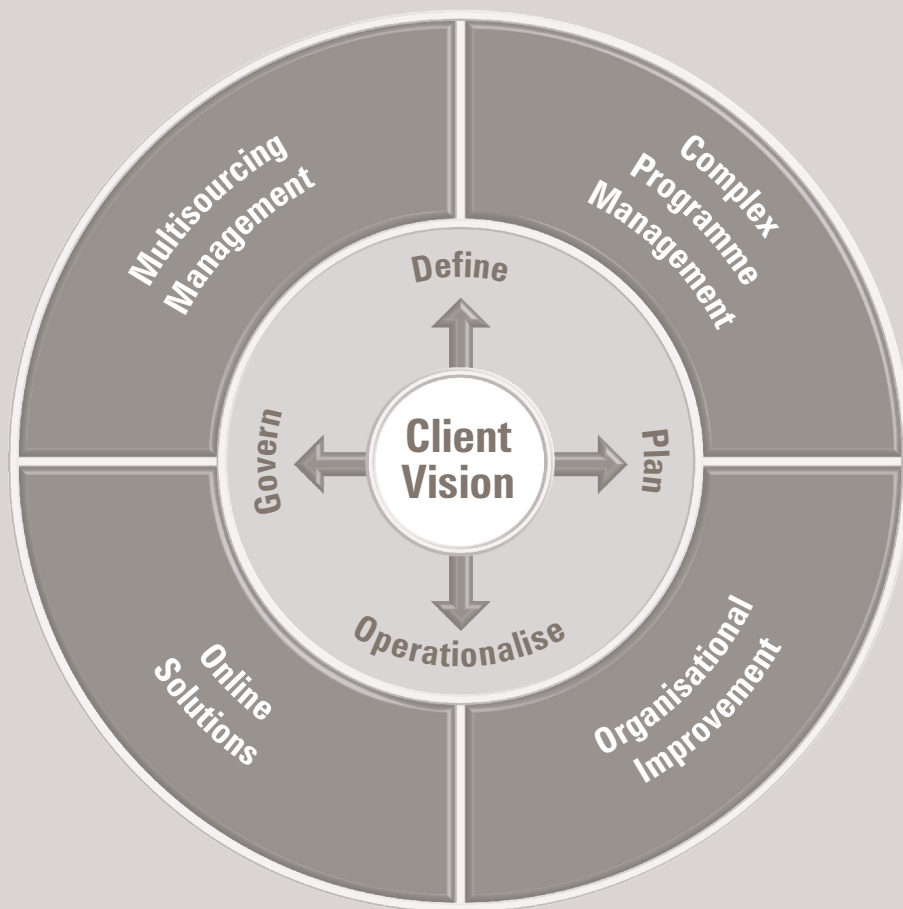 Multisourcing
Management
Complex
Programme
Management
Define
Govern
Client
Vision
Plan
Operationalise
Online
Solutions
Organisational
Improvement